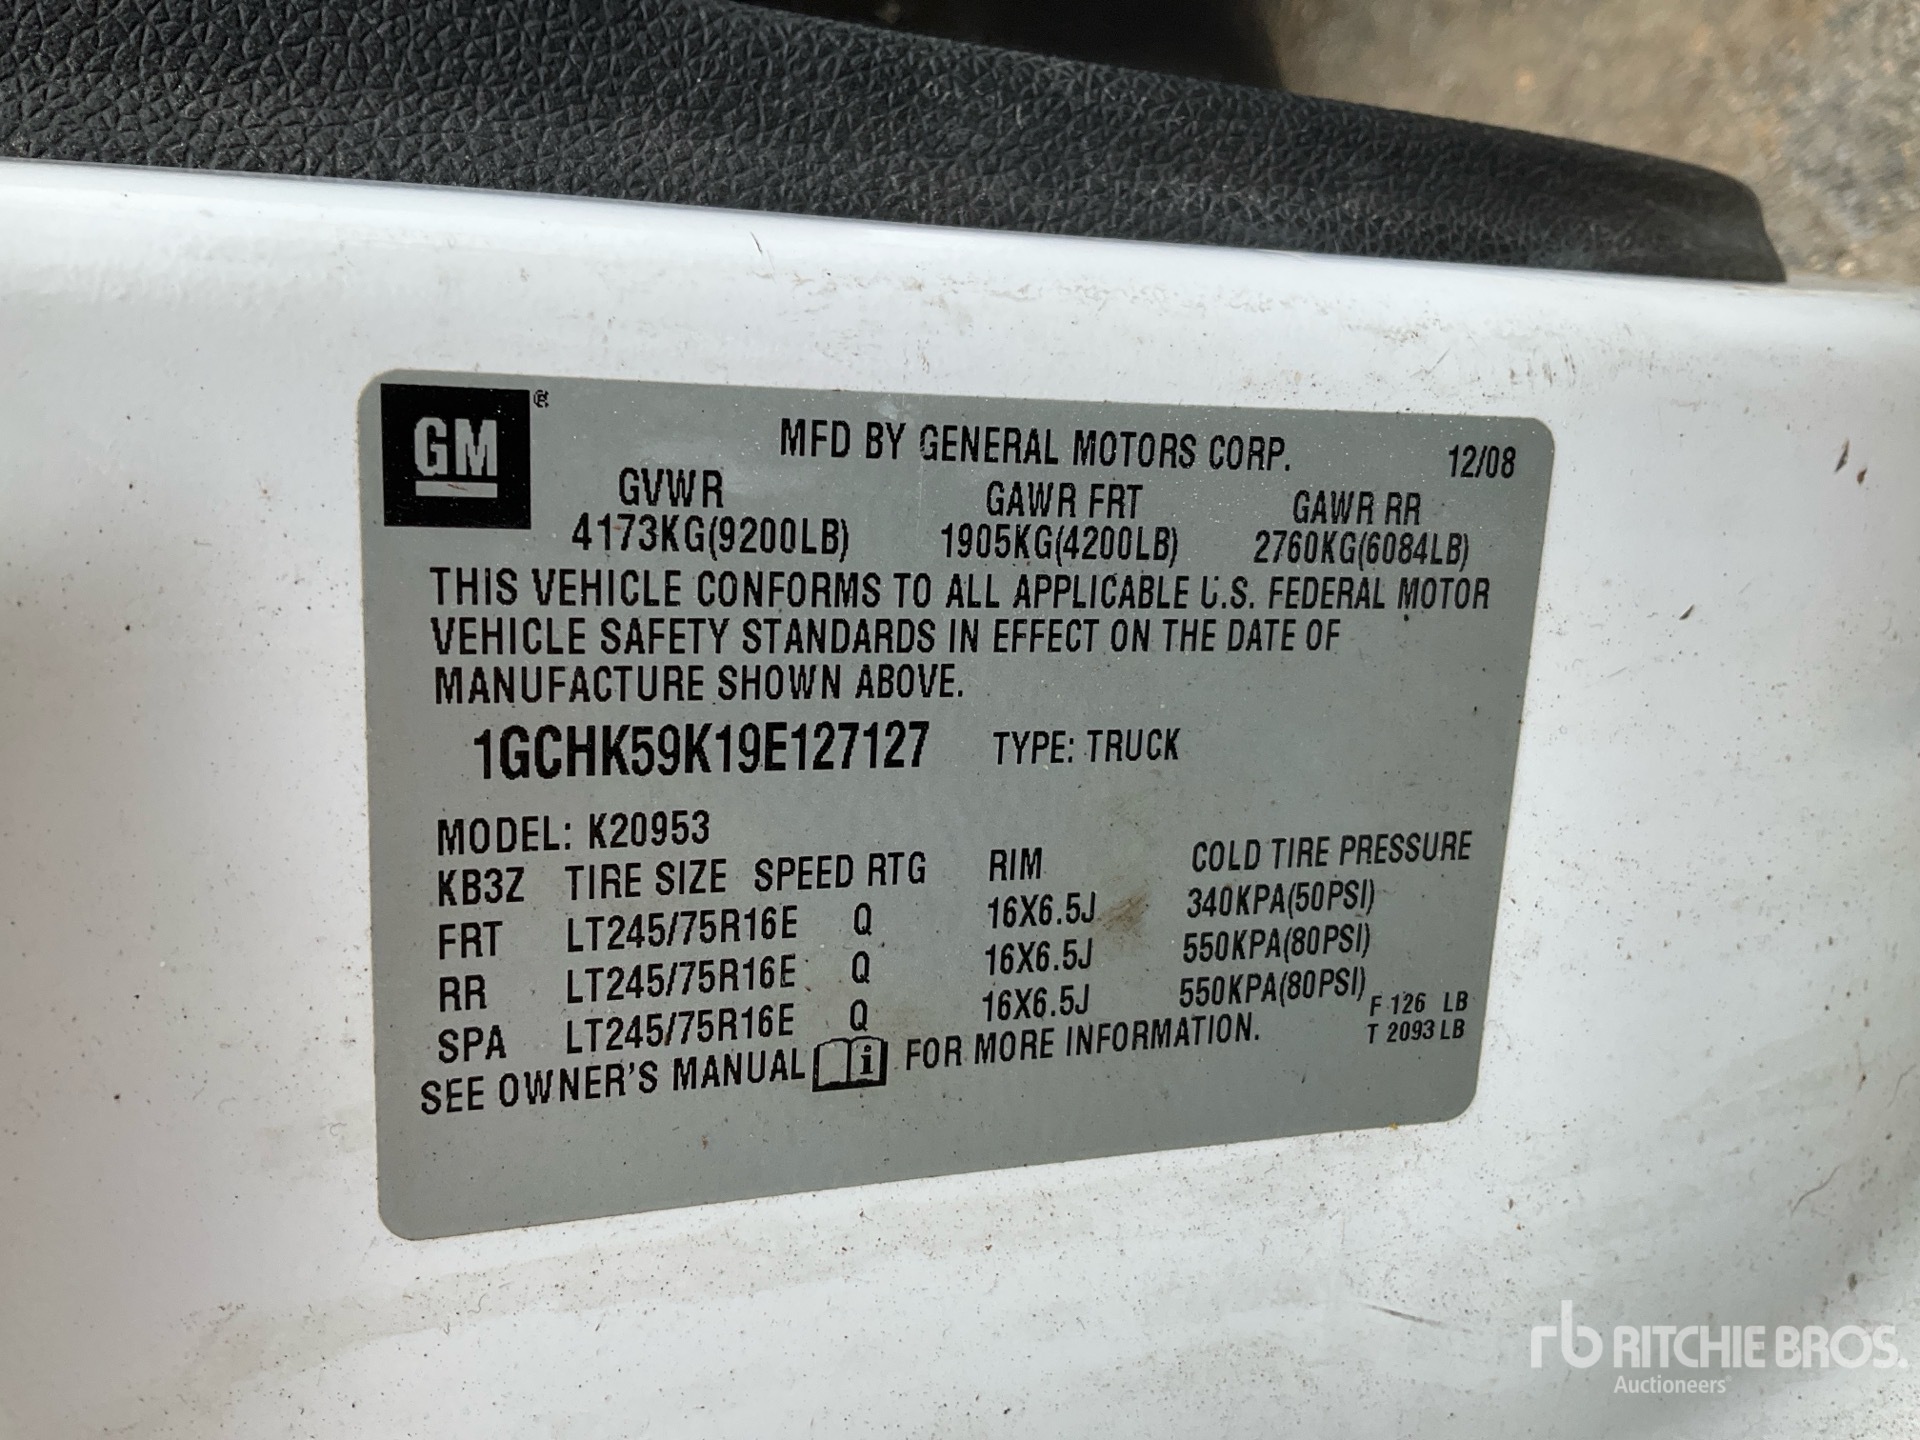 GM ®
MFD BY GENERAL MOTORS CORP. 12/08
GVWR GAWR FRT GAWR RR
4173KG(9200LB) 1905KG(4200LB) 2760KG(6084LB)
THIS VEHICLE CONFORMS TO ALL APPLICABLE U.S. FEDERAL MOTOR
VEHICLE SAFETY STANDARDS IN EFFECT ON THE DATE OF
MANUFACTURE SHOWN ABOVE.
1GCHK59K19E127127 TYPE: TRUCK
MODEL: K20953
KB3Z TIRE SIZE SPEED RTG RIM COLD TIRE PRESSURE
FRT LT245/75R16E Q 16X6.5J 340KPA(50PSI)
RR LT245/75R16E Q 16X6.5J 550KPA(80PSI)
SPA LT245/75R16E Q 16X6.5J 550KPA(80PSI)
F 126 LB
T 2093 LB
SEE OWNER'S MANUAL i FOR MORE INFORMATION.
rb RITCHIE BROS.
Auctioneers